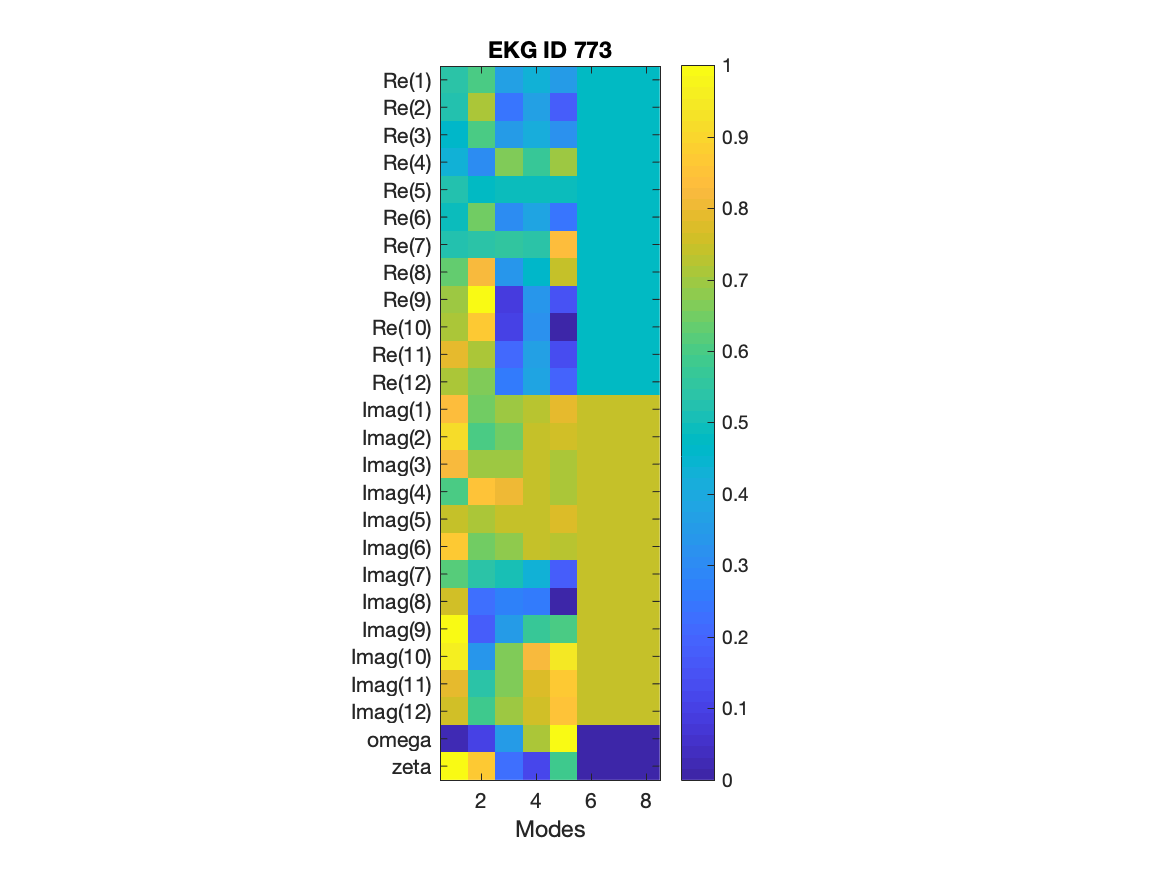 EKG ID 773
Re(1)
Re(2)
Re(3)
Re(4)
Re(5)
Re(6)
Re(7)
Re(8)
Re(9)
Re(10)
Re(11)
Re(12)
Imag(1)
Imag(2)
Imag(3)
Imag(4)
Imag(5)
Imag(6)
Imag(7)
Imag(8)
Imag(9)
Imag(10)
Imag(11)
Imag(12)
omega
zeta
2 4 6 8
Modes
1
0.9
0.8
0.7
0.6
0.5
0.4
0.3
0.2
0.1
0